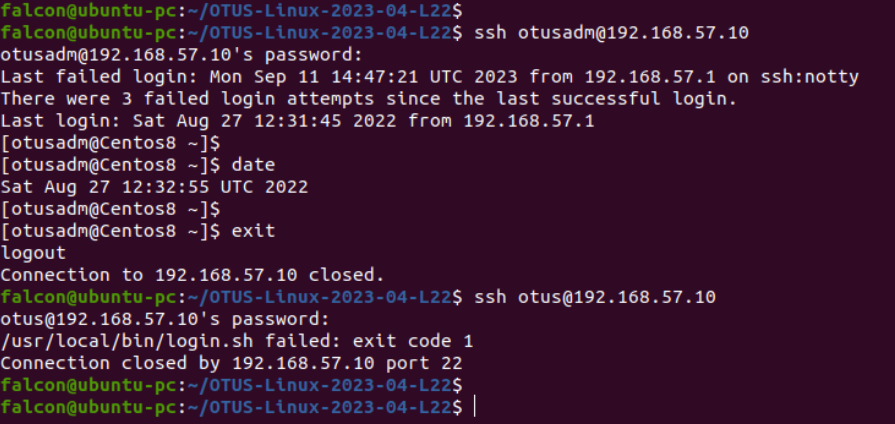 falcon@ubuntu-pc:~/OTUS-Linux-2023-04-L22$
falcon@ubuntu-pc:~/OTUS-Linux-2023-04-L22$ ssh otusadm@192.168.57.10
otusadm@192.168.57.10's password:
Last failed login: Mon Sep 11 14:47:21 UTC 2023 from 192.168.57.1 on ssh:notty
There were 3 failed login attempts since the last successful login.
Last login: Sat Aug 27 12:31:45 2022 from 192.168.57.1
[otusadm@Centos8 ~]$
[otusadm@Centos8 ~]$ date
Sat Aug 27 12:32:55 UTC 2022
[otusadm@Centos8 ~]$
[otusadm@Centos8 ~]$ exit
logout
Connection to 192.168.57.10 closed.
falcon@ubuntu-pc:~/OTUS-Linux-2023-04-L22$ ssh otus@192.168.57.10
otus@192.168.57.10's password:
/usr/local/bin/login.sh failed: exit code 1
Connection closed by 192.168.57.10 port 22
falcon@ubuntu-pc:~/OTUS-Linux-2023-04-L22$
falcon@ubuntu-pc:~/OTUS-Linux-2023-04-L22$